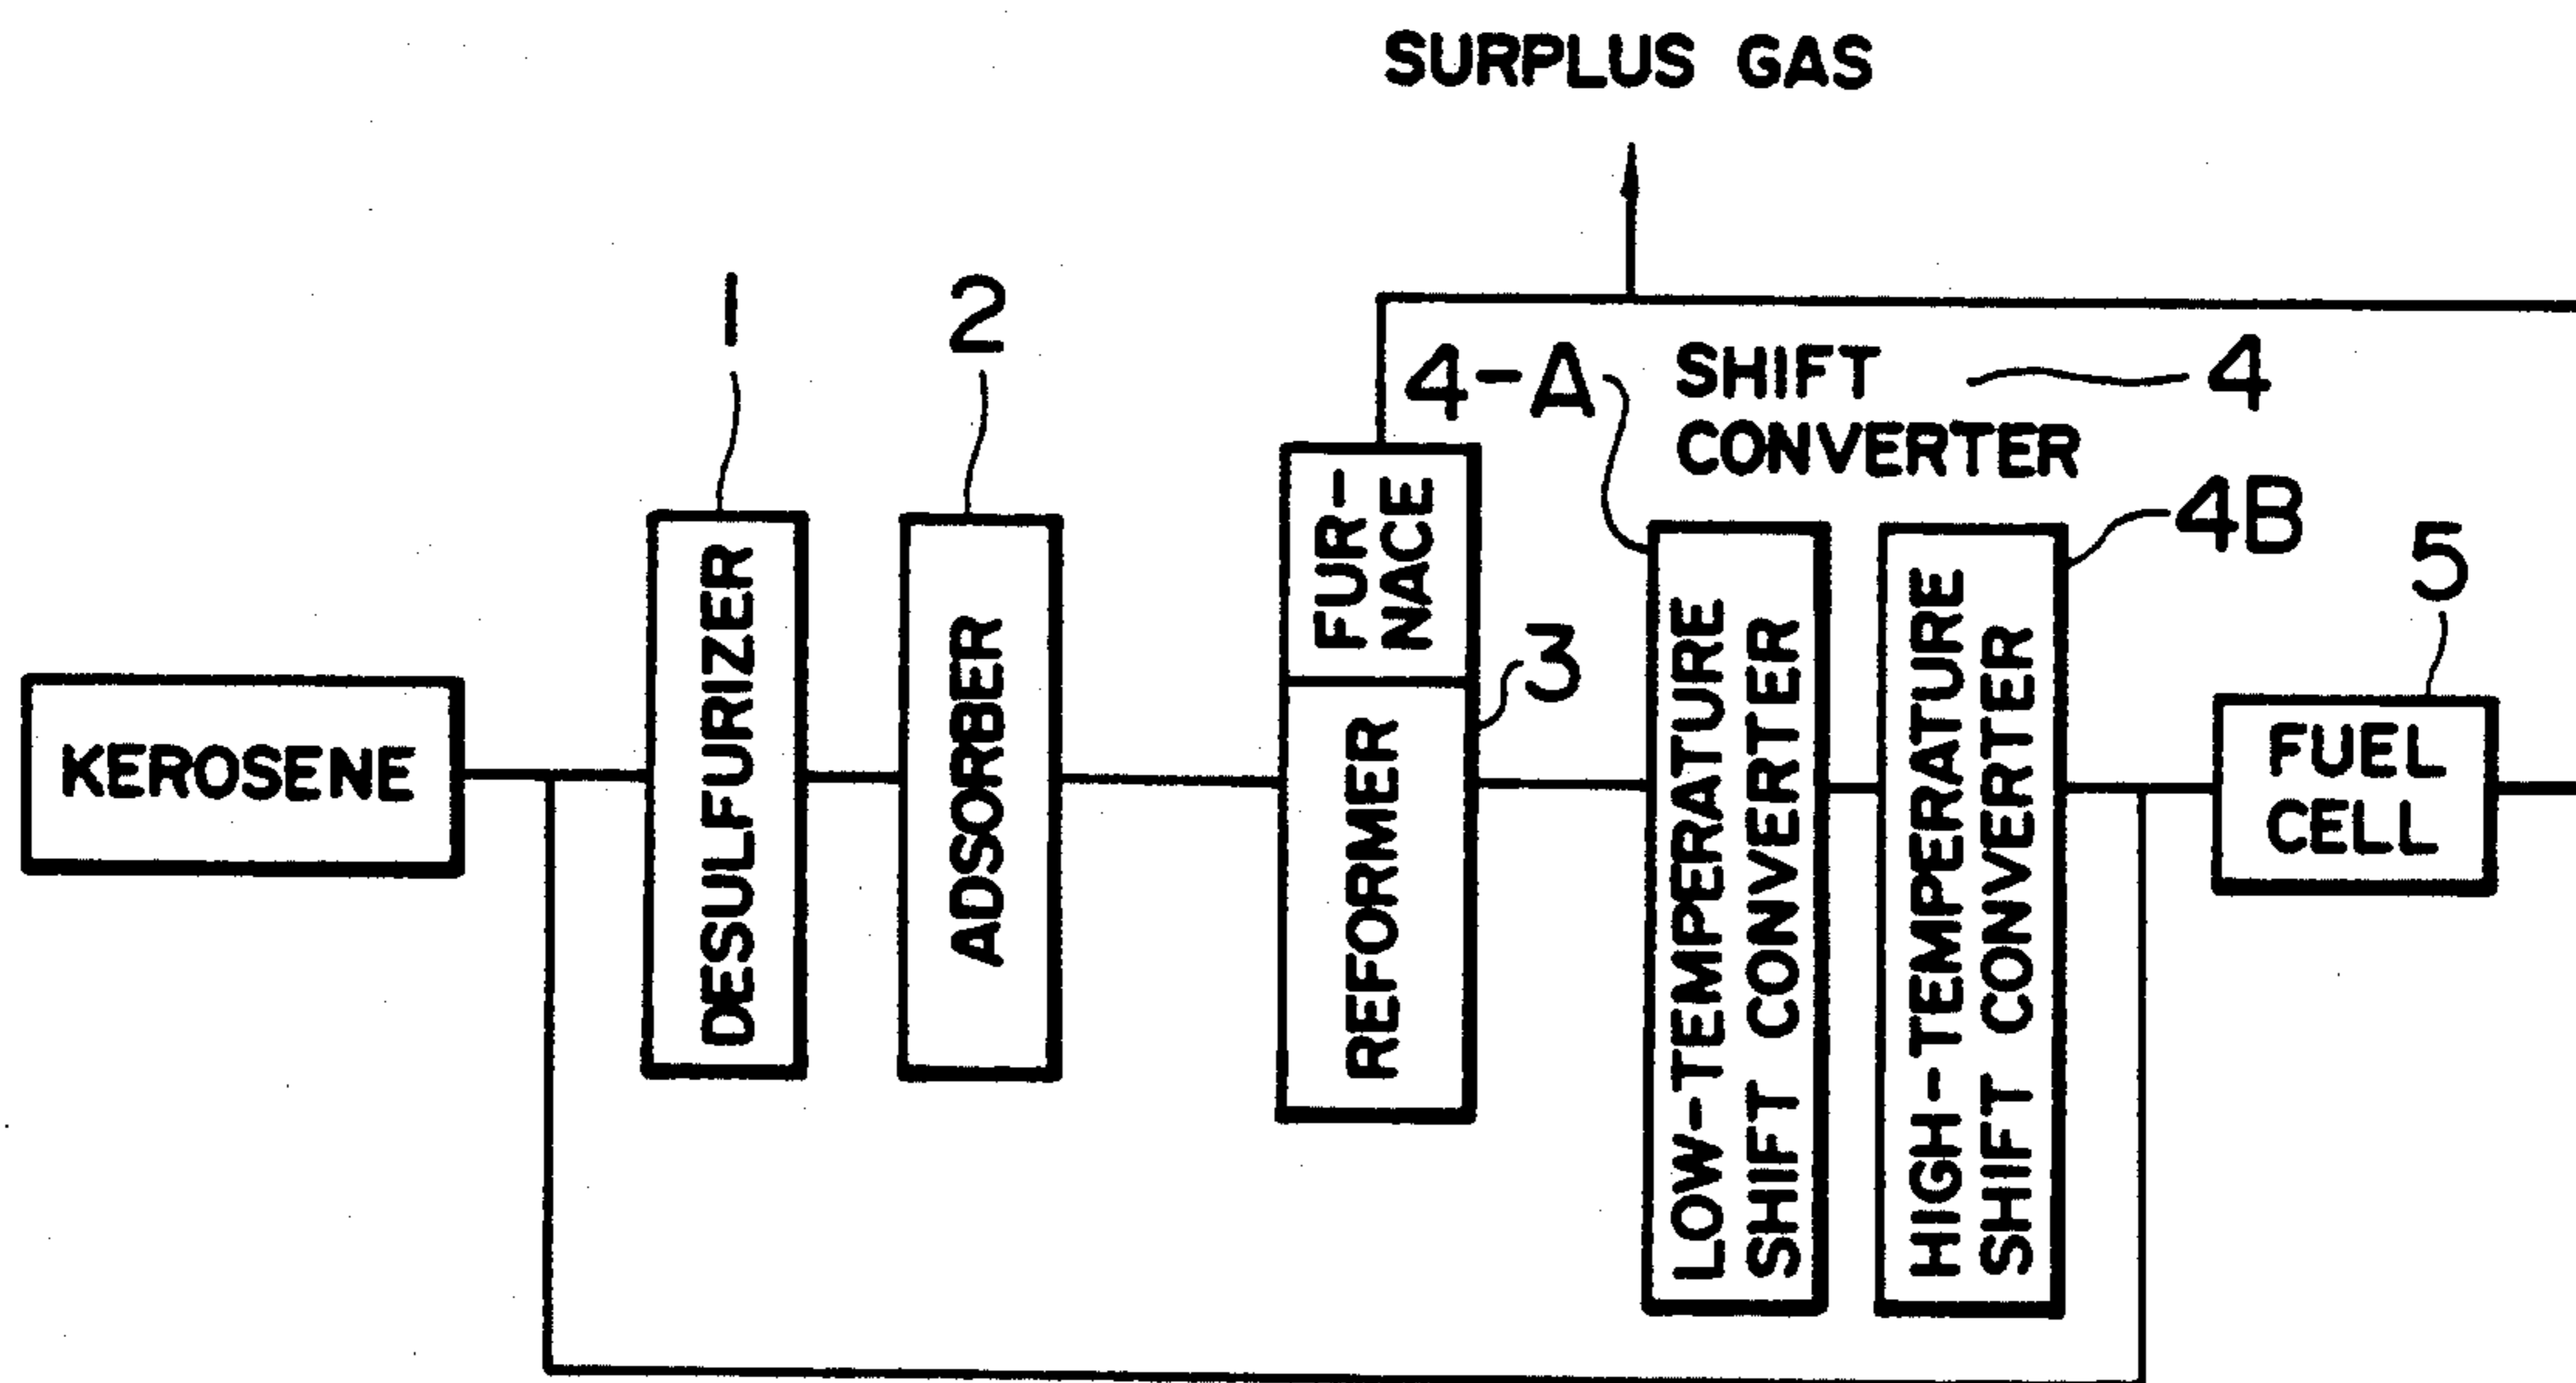 SURPLUS GAS
1
2
4-A
SHIFT
CONVERTER
4
4B
5
3
KEROSENE
DESULFURIZER
ADSORBER
FUR-
NACE
REFORMER
LOW-TEMPERATURE
SHIFT CONVERTER
HIGH-TEMPERATURE
SHIFT CONVERTER
FUEL
CELL